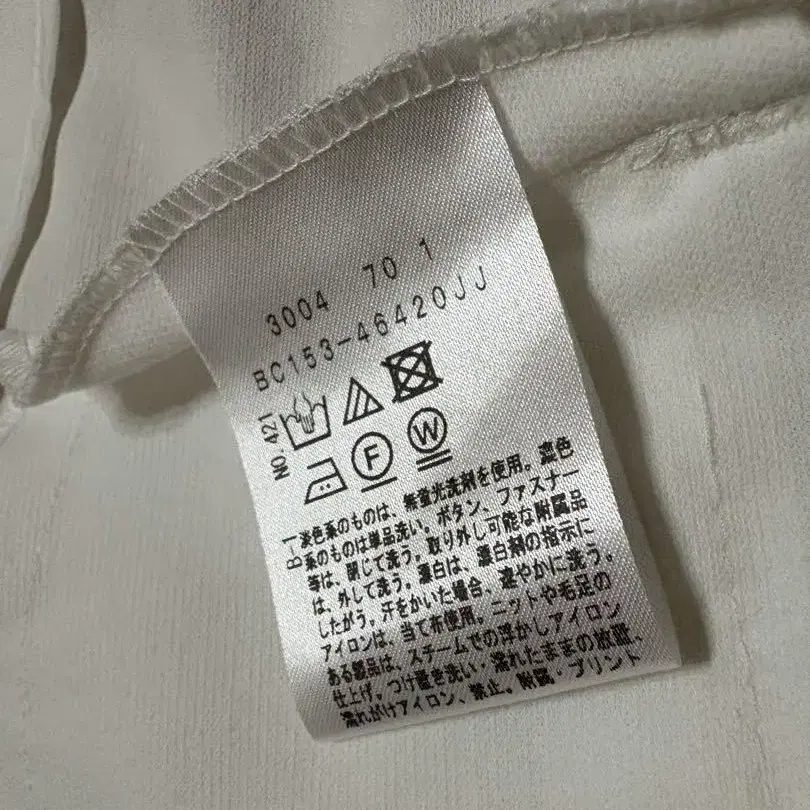 3004 70 1
BC153-46420JJ
NO. 421
F W
B-1
淡色系のものは、無蛍光洗剤を使用。濃色
系のものは単品洗い。ボタン、ファスナー
等は、閉じて洗う。取り外し可能な附属品
は、外して洗う。漂白は、漂白剤の指示に
したがう。汗をかいた場合、速やかに洗う。
アイロンは、当て布使用。ニットや毛足の
ある製品は、スチームでの浮かしアイロン
仕上げ。つけ置き洗い・濡れたままの放置、
濡れがけアイロン、禁止。附属・プリント